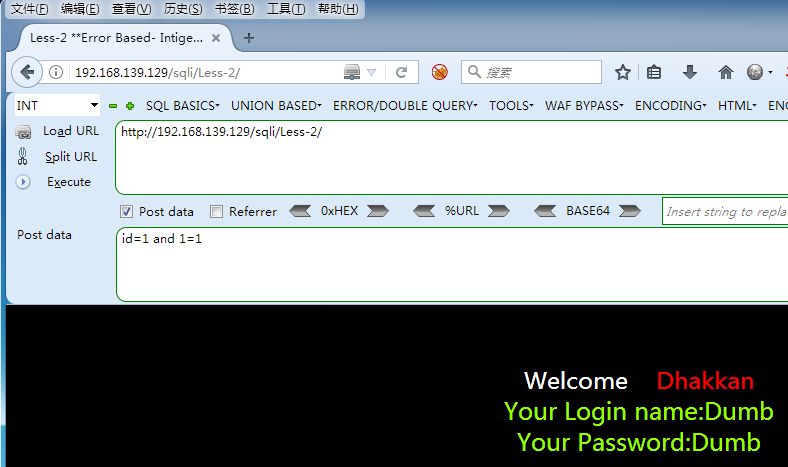 文件(F) 编辑(E) 查看(V) 历史(S) 书签(B) 工具(T) 帮助(H)
Less-2 **Error Based- Intige...
192.168.139.129/sqli/Less-2/ 搜索
INT SQL BASICS UNION BASED ERROR/DOUBLE QUERY TOOLS WAF BYPASS ENCODING HTML
Load URL http://192.168.139.129/sqli/Less-2/
Split URL
Execute
Post data Referrer 0xHEX %URL BASE64 Insert string to repla
Post data id=1 and 1=1
Welcome Dhakkan
Your Login name:Dumb
Your Password:Dumb